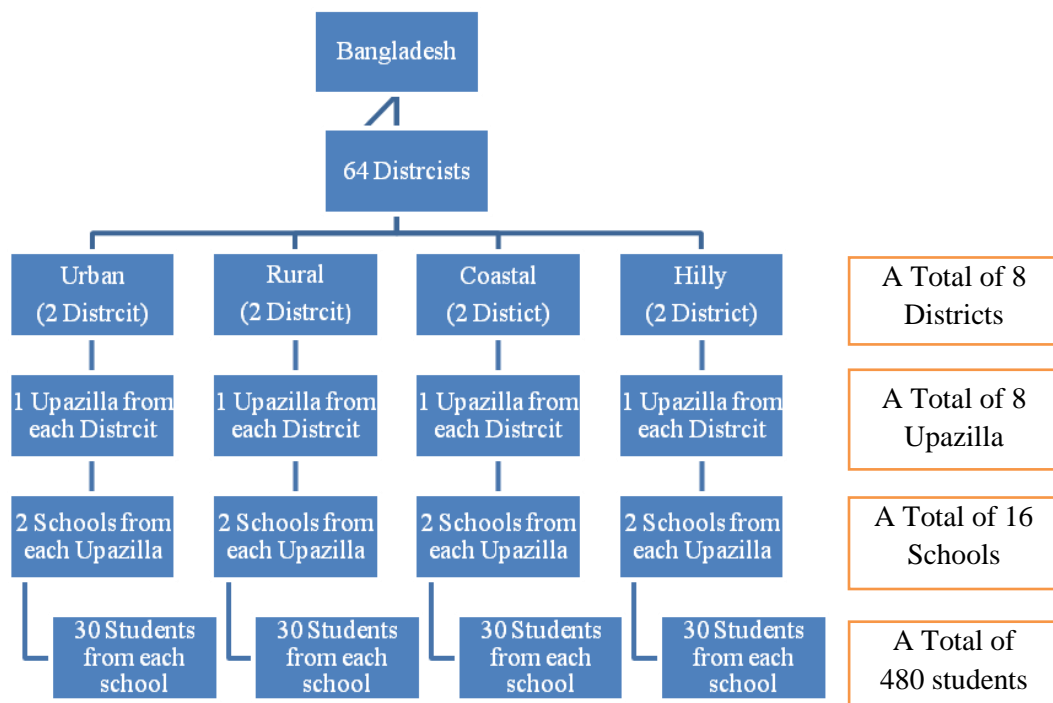 Bangladesh
64 Distrcists
Urban
(2 Distrcit)
Rural
(2 Distrcit)
Coastal
(2 Distict)
Hilly
(2 District)
A Total of 8
Districts
1 Upazilla from
each Distrcit
1 Upazilla from
each Distrcit
1 Upazilla from
each Distrcit
1 Upazilla from
each Distrcit
A Total of 8
Upazilla
2 Schools from
each Upazilla
2 Schools from
each Upazilla
2 Schools from
each Upazilla
2 Schools from
each Upazilla
A Total of 16
Schools
30 Students
from each
school
30 Students
from each
school
30 Students
from each
school
30 Students
from each
school
A Total of
480 students